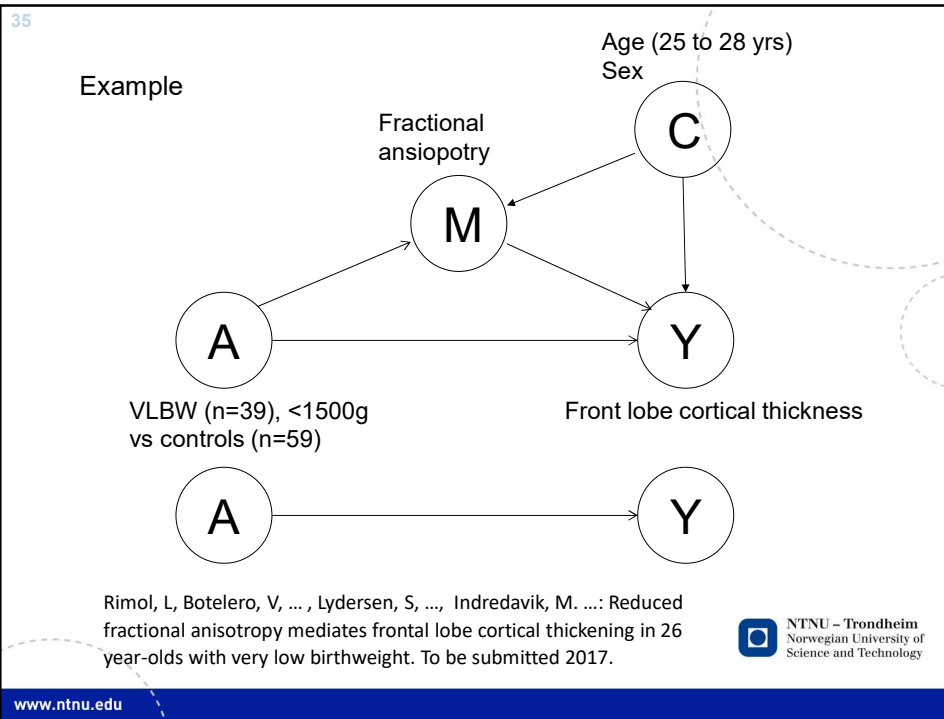 35
Example
Age (25 to 28 yrs)
Sex
C
Fractional
ansiopotry
M
A
Y
VLBW (n=39), <1500g
vs controls (n=59)
Front lobe cortical thickness
A
Y
Rimol, L, Botelero, V, ... , Lydersen, S, ..., Indredavik, M. ...: Reduced
fractional anisotropy mediates frontal lobe cortical thickening in 26
year-olds with very low birthweight. To be submitted 2017.
NTNU – Trondheim
Norwegian University of
Science and Technology
www.ntnu.edu